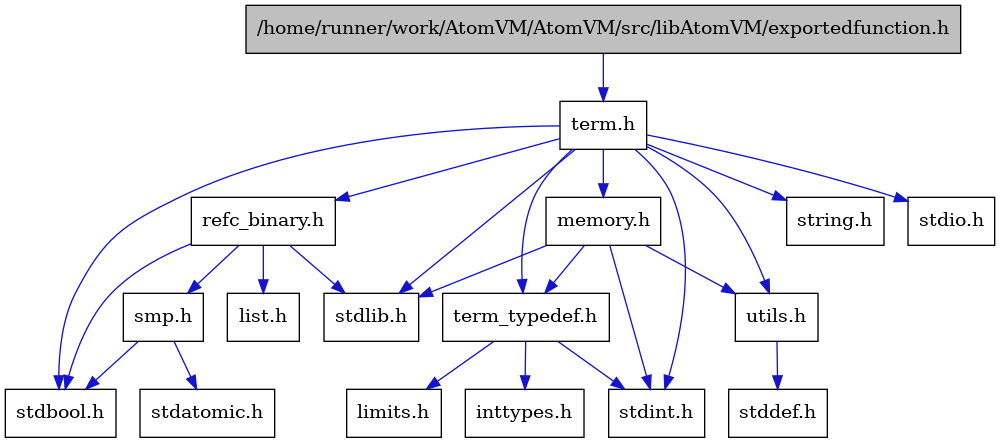 /home/runner/work/AtomVM/AtomVM/src/libAtomVM/exportedfunction.h
term.h
refc_binary.h
memory.h
string.h
stdio.h
smp.h
list.h
stdlib.h
term_typedef.h
utils.h
stdbool.h
stdatomic.h
limits.h
inttypes.h
stdint.h
stddef.h